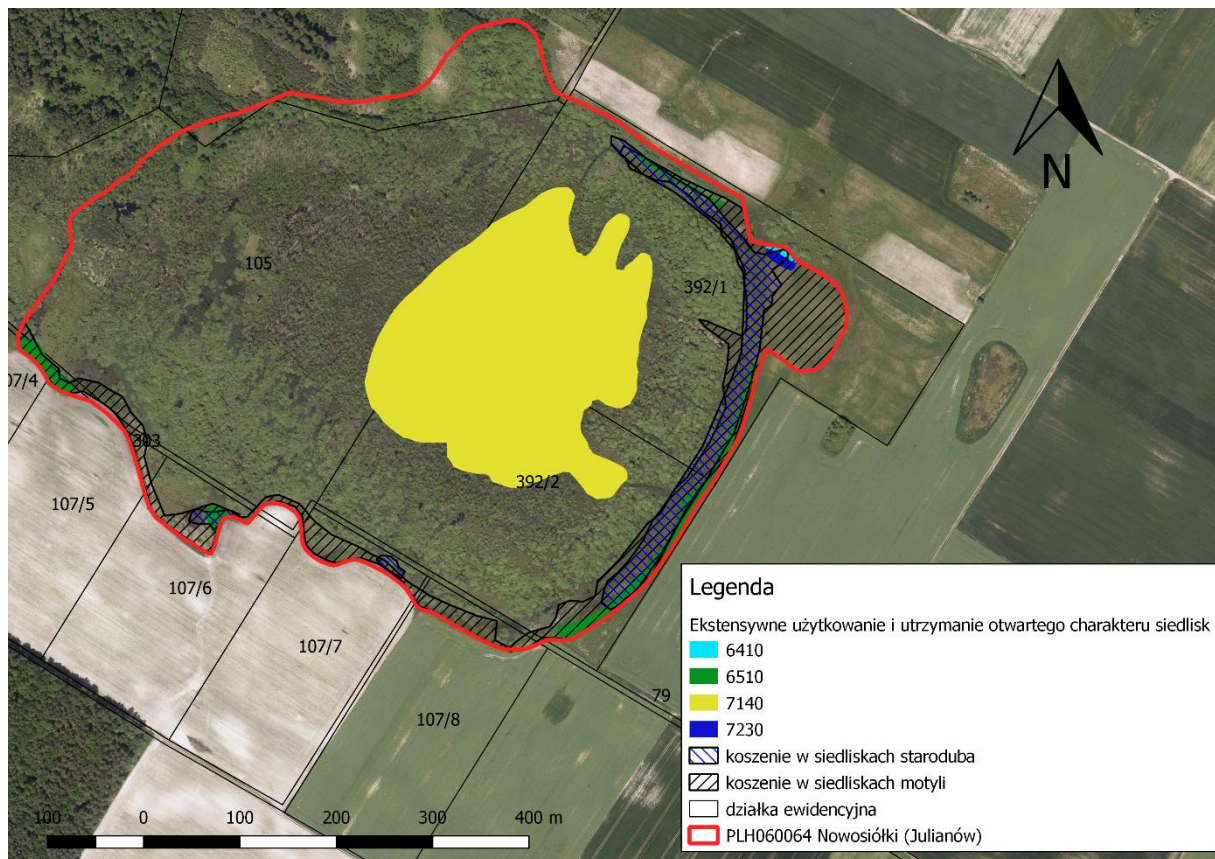 N
105
392/1
07/4
303
392/2
107/5
107/6
107/7
79
107/8
Legenda
Ekstensywne użytkowanie i utrzymanie otwartego charakteru siedlisk
6410
6510
7140
7230
koszenie w siedliskach staroduba
koszenie w siedliskach motyli
działka ewidencyjna
PLH060064 Nowosiółki (Julianów)
100 0 100 200 300 400 m